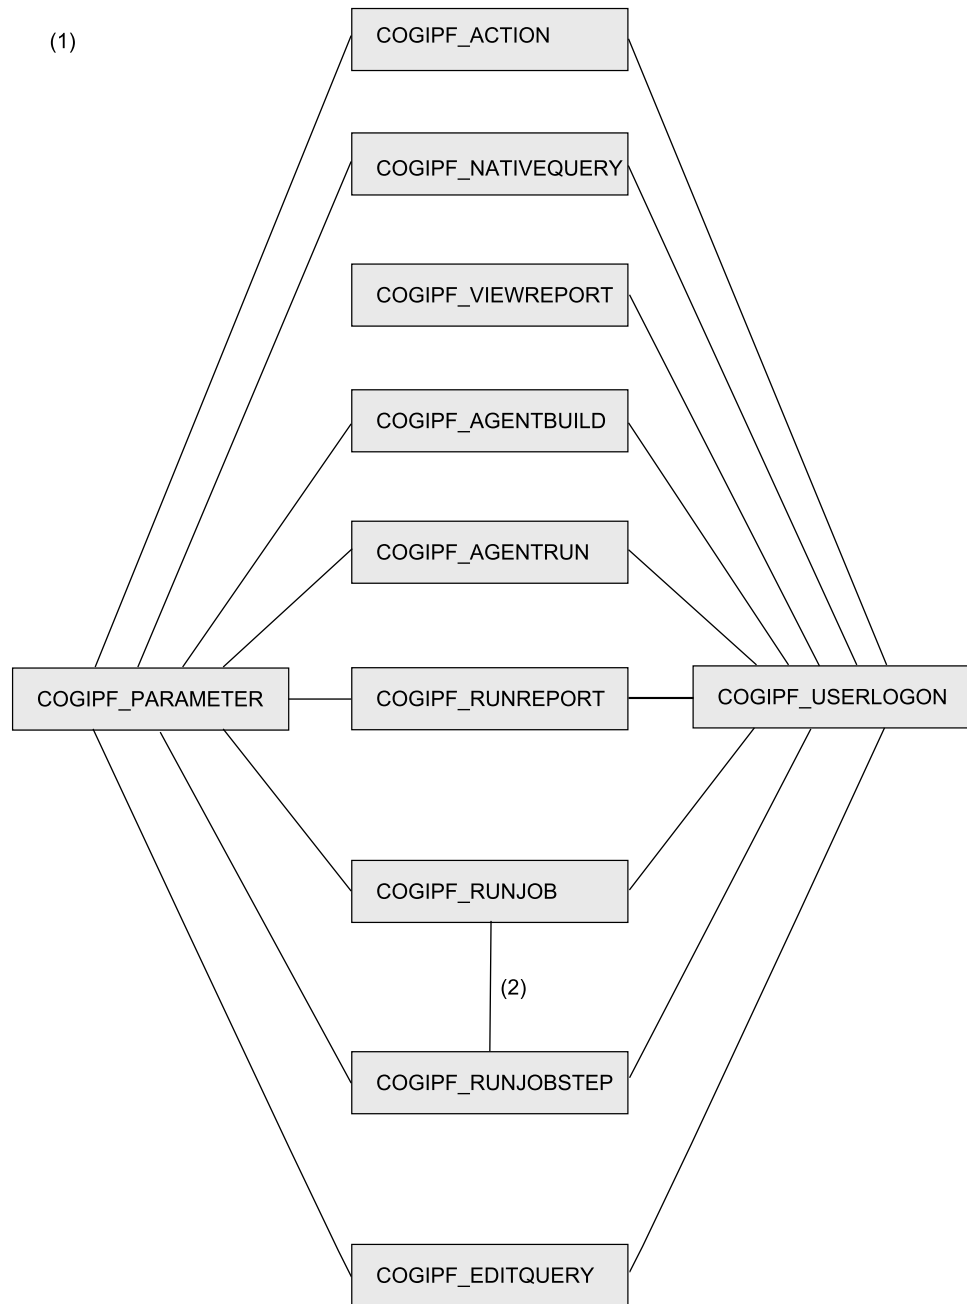 (1)
COGIPF_ACTION
COGIPF_NATIVEQUERY
COGIPF_VIEWREPORT
COGIPF_AGENTBUILD
COGIPF_AGENTRUN
COGIPF_PARAMETER
COGIPF_RUNREPORT
COGIPF_USERLOGON
COGIPF_RUNJOB
(2)
COGIPF_RUNJOBSTEP
COGIPF_EDITQUERY